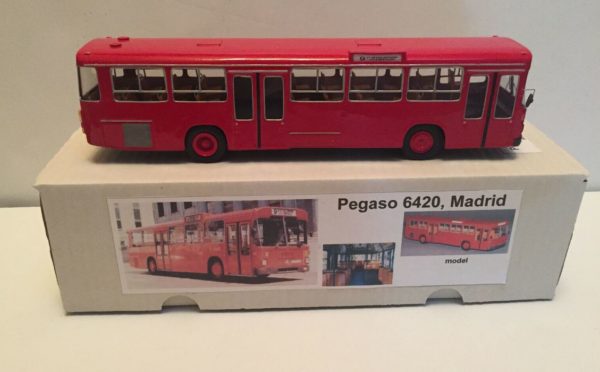 Pegaso 6420, Madrid
model